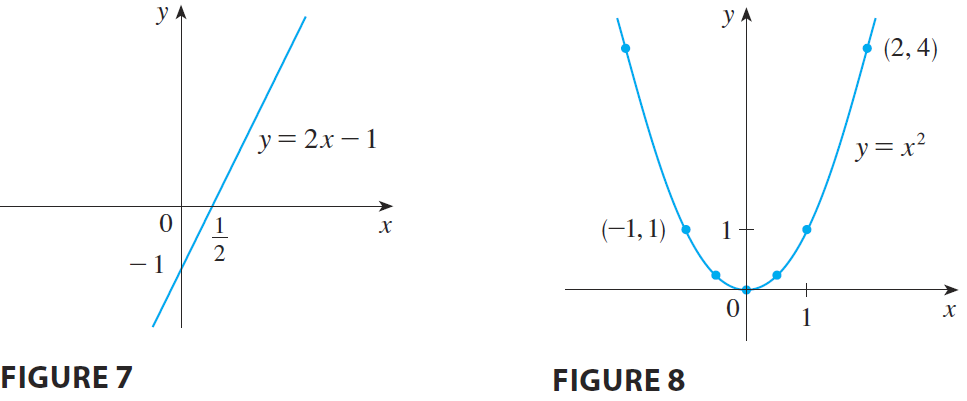 y
y = 2x − 1
0
1
2
x
−1
FIGURE 7
y
(2, 4)
y = x²
(−1, 1)
1
0
1
x
FIGURE 8